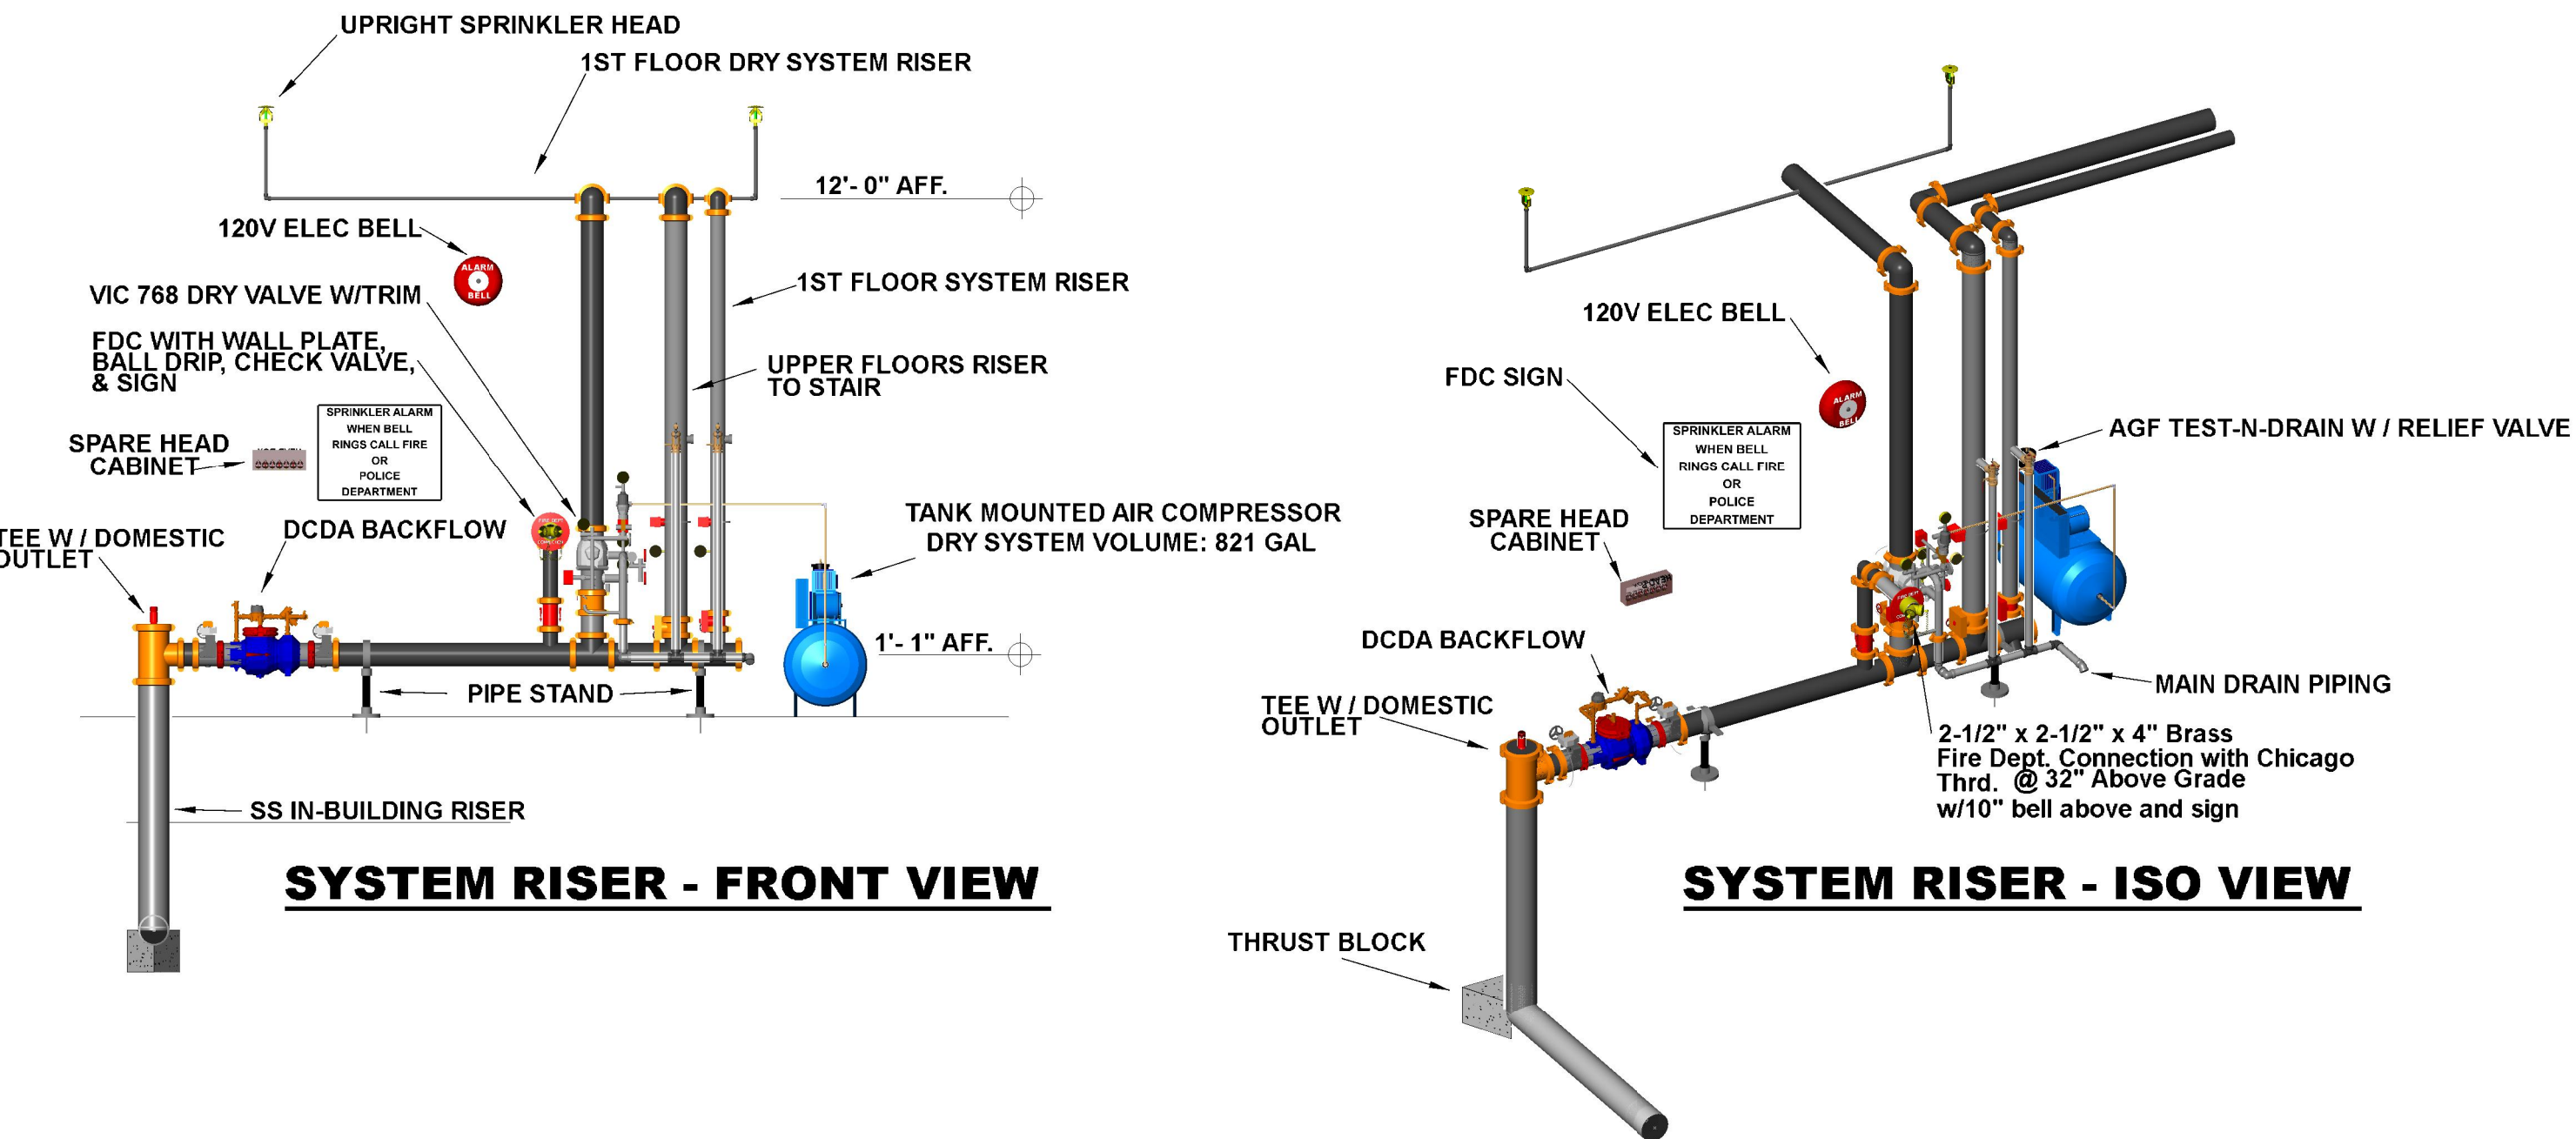 UPRIGHT SPRINKLER HEAD
1ST FLOOR DRY SYSTEM RISER
12'- 0" AFF.
120V ELEC BELL
ALARM
BELL
VIC 768 DRY VALVE W/TRIM
1ST FLOOR SYSTEM RISER
FDC WITH WALL PLATE,
BALL DRIP, CHECK VALVE,
& SIGN
UPPER FLOORS RISER
TO STAIR
SPRINKLER ALARM
WHEN BELL
RINGS CALL FIRE
OR
POLICE
DEPARTMENT
SPARE HEAD
CABINET
TEE W / DOMESTIC
OUTLET
DCDA BACKFLOW
FIRE DEPT
TANK MOUNTED AIR COMPRESSOR
DRY SYSTEM VOLUME: 821 GAL
1'- 1" AFF.
PIPE STAND
SS IN-BUILDING RISER
SYSTEM RISER - FRONT VIEW
120V ELEC BELL
ALARM
BELL
FDC SIGN
SPRINKLER ALARM
WHEN BELL
RINGS CALL FIRE
OR
POLICE
DEPARTMENT
AGF TEST-N-DRAIN W / RELIEF VALVE
SPARE HEAD
CABINET
DCDA BACKFLOW
TEE W / DOMESTIC
OUTLET
MAIN DRAIN PIPING
2-1/2" x 2-1/2" x 4" Brass
Fire Dept. Connection with Chicago
Thrd. @ 32" Above Grade
w/10" bell above and sign
SYSTEM RISER - ISO VIEW
THRUST BLOCK